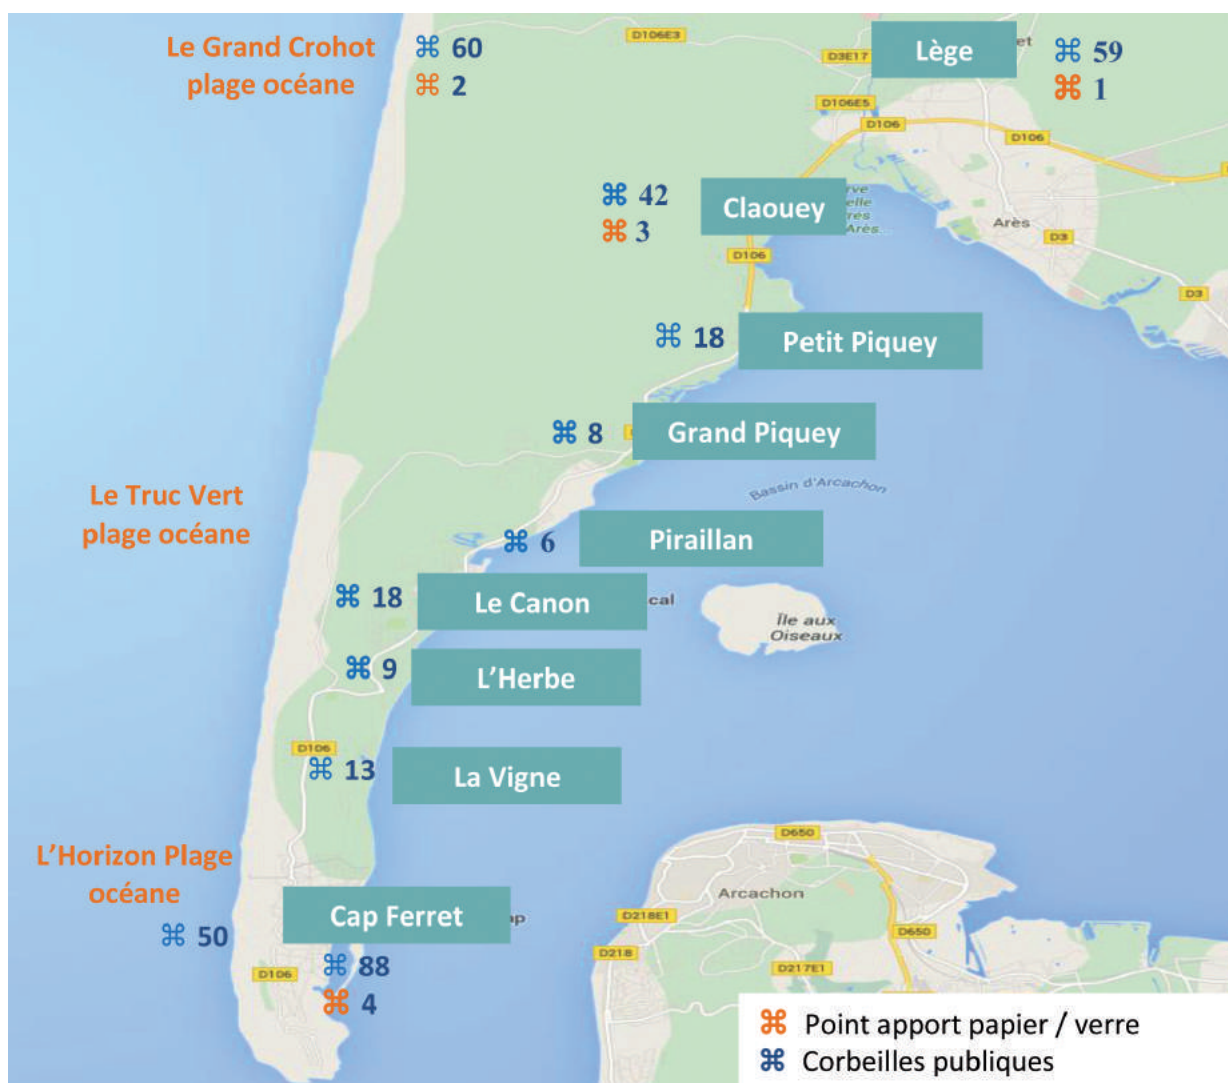 Le Grand Crohot
plage océane
⌘ 60
⌘ 2
D106E3
D3E17
Lège
et
⌘ 59
⌘ 1
D106E5
D106
D106
⌘ 42
⌘ 3
Claouey
Arès
D3
D106
D3
⌘ 18
Petit Piquey
⌘ 8
Grand Piquey
Bassin d'Arcachon
Le Truc Vert
plage océane
⌘ 6
Piraillan
⌘ 18
Le Canon
cal
Île aux
Oiseaux
⌘ 9
L'Herbe
D106
⌘ 13
La Vigne
D650
L'Horizon Plage
océane
⌘ 50
Cap Ferret
ap
Arcachon
D218E1
D650
D218
D217E1
D106
⌘ 88
⌘ 4
⌘ Point apport papier / verre
⌘ Corbeilles publiques